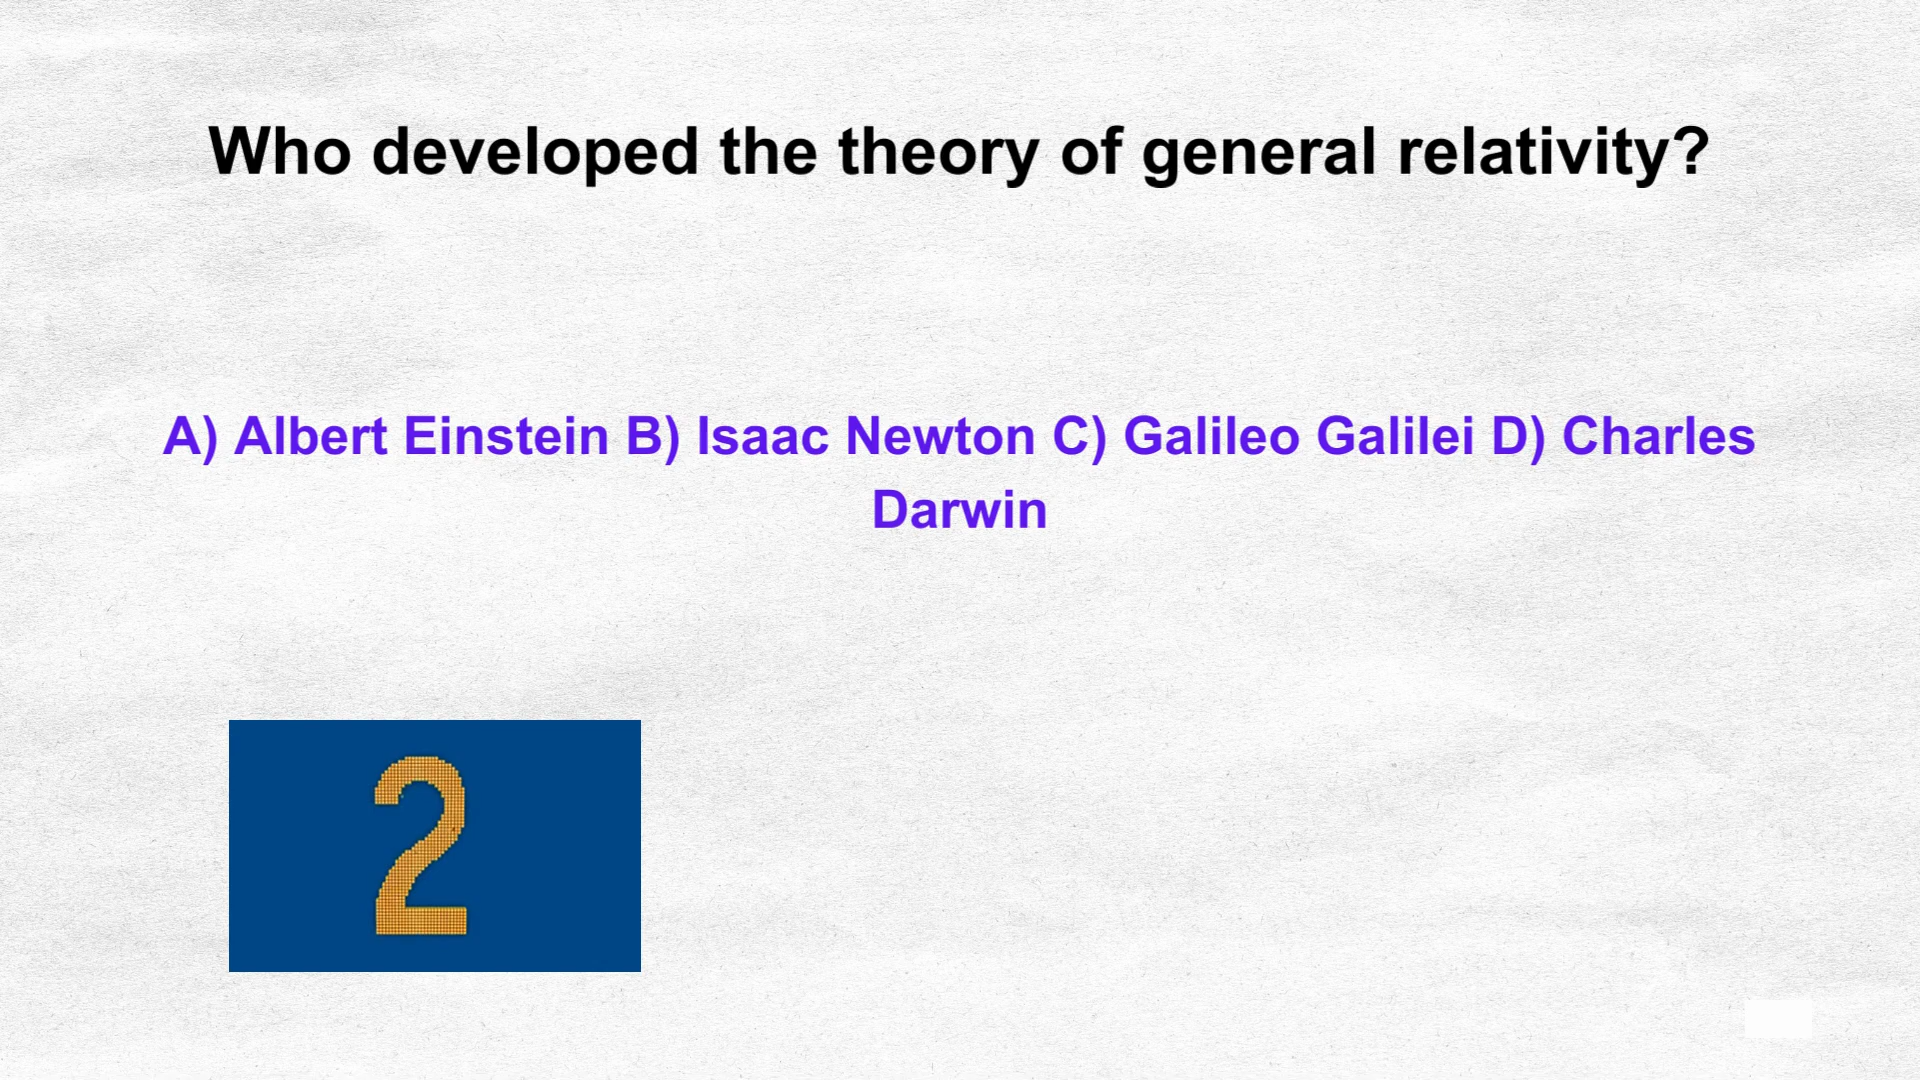 Who developed the theory of general relativity?
A) Albert Einstein B) Isaac Newton C) Galileo Galilei D) Charles
Darwin
2